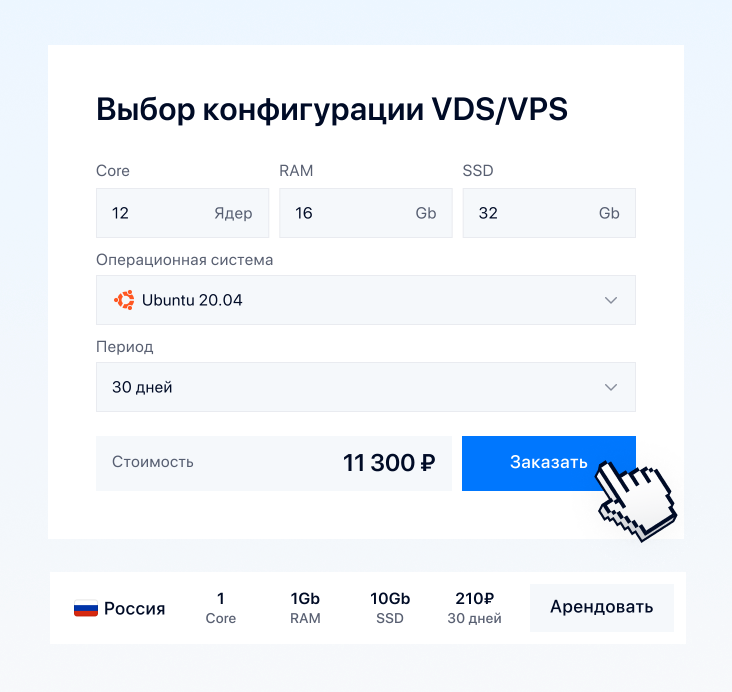 Выбор конфигурации VDS/VPS
Core RAM SSD
12 Ядер 16 Gb 32 Gb
Операционная система
Ubuntu 20.04
Период
30 дней
Стоимость 11 300 ₽ Заказать
Россия 1 Core 1Gb RAM 10Gb SSD 210₽ 30 дней Арендовать